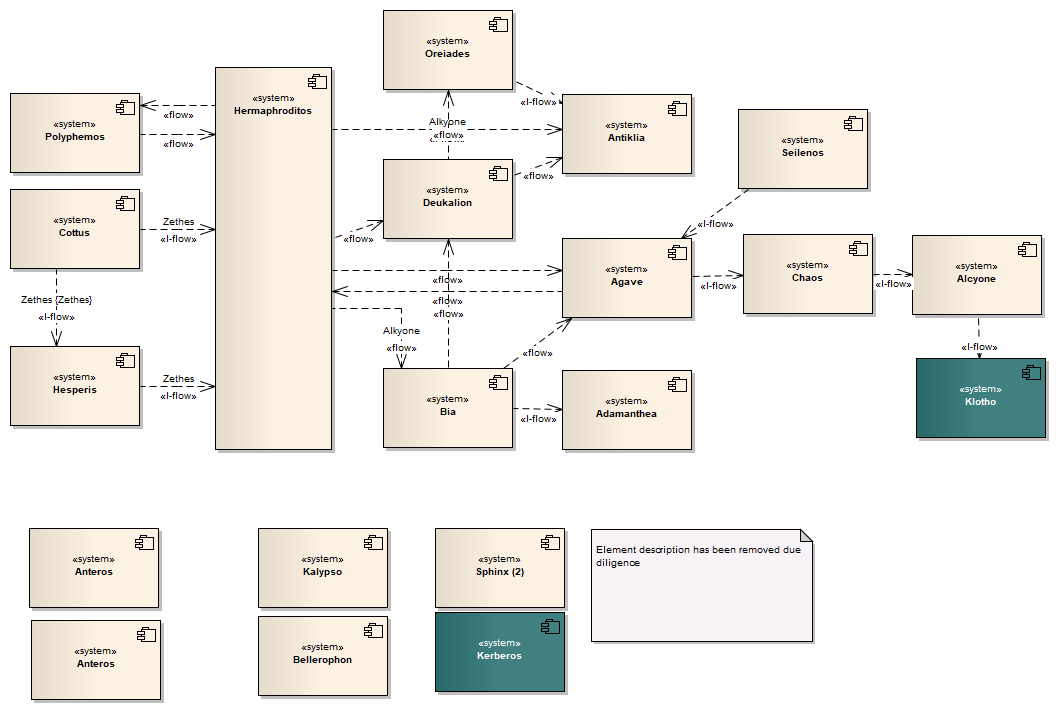 «system»
Oreiades
«system»
Polyphemos
«flow»
«flow»
«system»
Hermaphroditos
«I-flow»
Alkyone
«flow»
«system»
Antiklia
«system»
Seilenos
«system»
Deukalion
«flow»
«system»
Cottus
Zethes
«I-flow»
«flow»
«I-flow»
«system»
Agave
«I-flow»
«system»
Chaos
«I-flow»
«system»
Alcyone
«flow»
«flow»
«flow»
Zethes {Zethes}
«I-flow»
Alkyone
«flow»
«flow»
«I-flow»
«system»
Hesperis
Zethes
«I-flow»
«system»
Bia
«I-flow»
«system»
Adamanthea
«system»
Klotho
«system»
Anteros
«system»
Kalypso
«system»
Sphinx (2)
Element description has been removed due
diligence
«system»
Anteros
«system»
Bellerophon
«system»
Kerberos